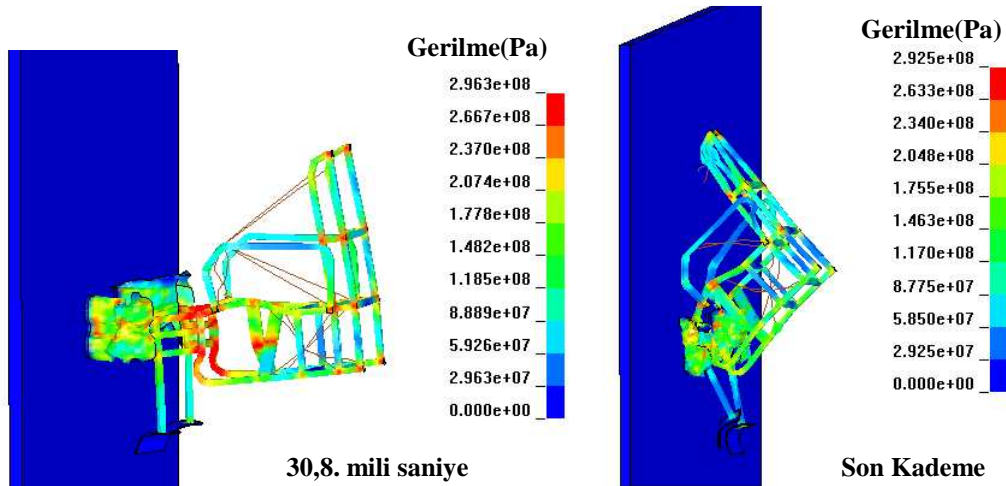 Gerilme(Pa)
2.963e+08
2.667e+08
2.370e+08
2.074e+08
1.778e+08
1.482e+08
1.185e+08
8.889e+07
5.926e+07
2.963e+07
0.000e+00
30,8. mili saniye
Gerilme(Pa)
2.925e+08
2.633e+08
2.340e+08
2.048e+08
1.755e+08
1.463e+08
1.170e+08
8.775e+07
5.850e+07
2.925e+07
0.000e+00
Son Kademe